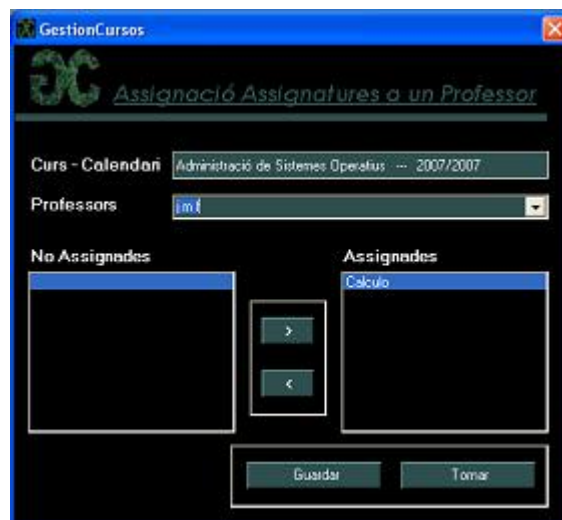 GestionCursos
GC Assignació Assignatures a un Professor
Curs - Calendari Administració de Sistemes Operatius --- 2007/2007
Professors j m f
No Assignades Assignades
Calculo
>
<
Guardar Tornar